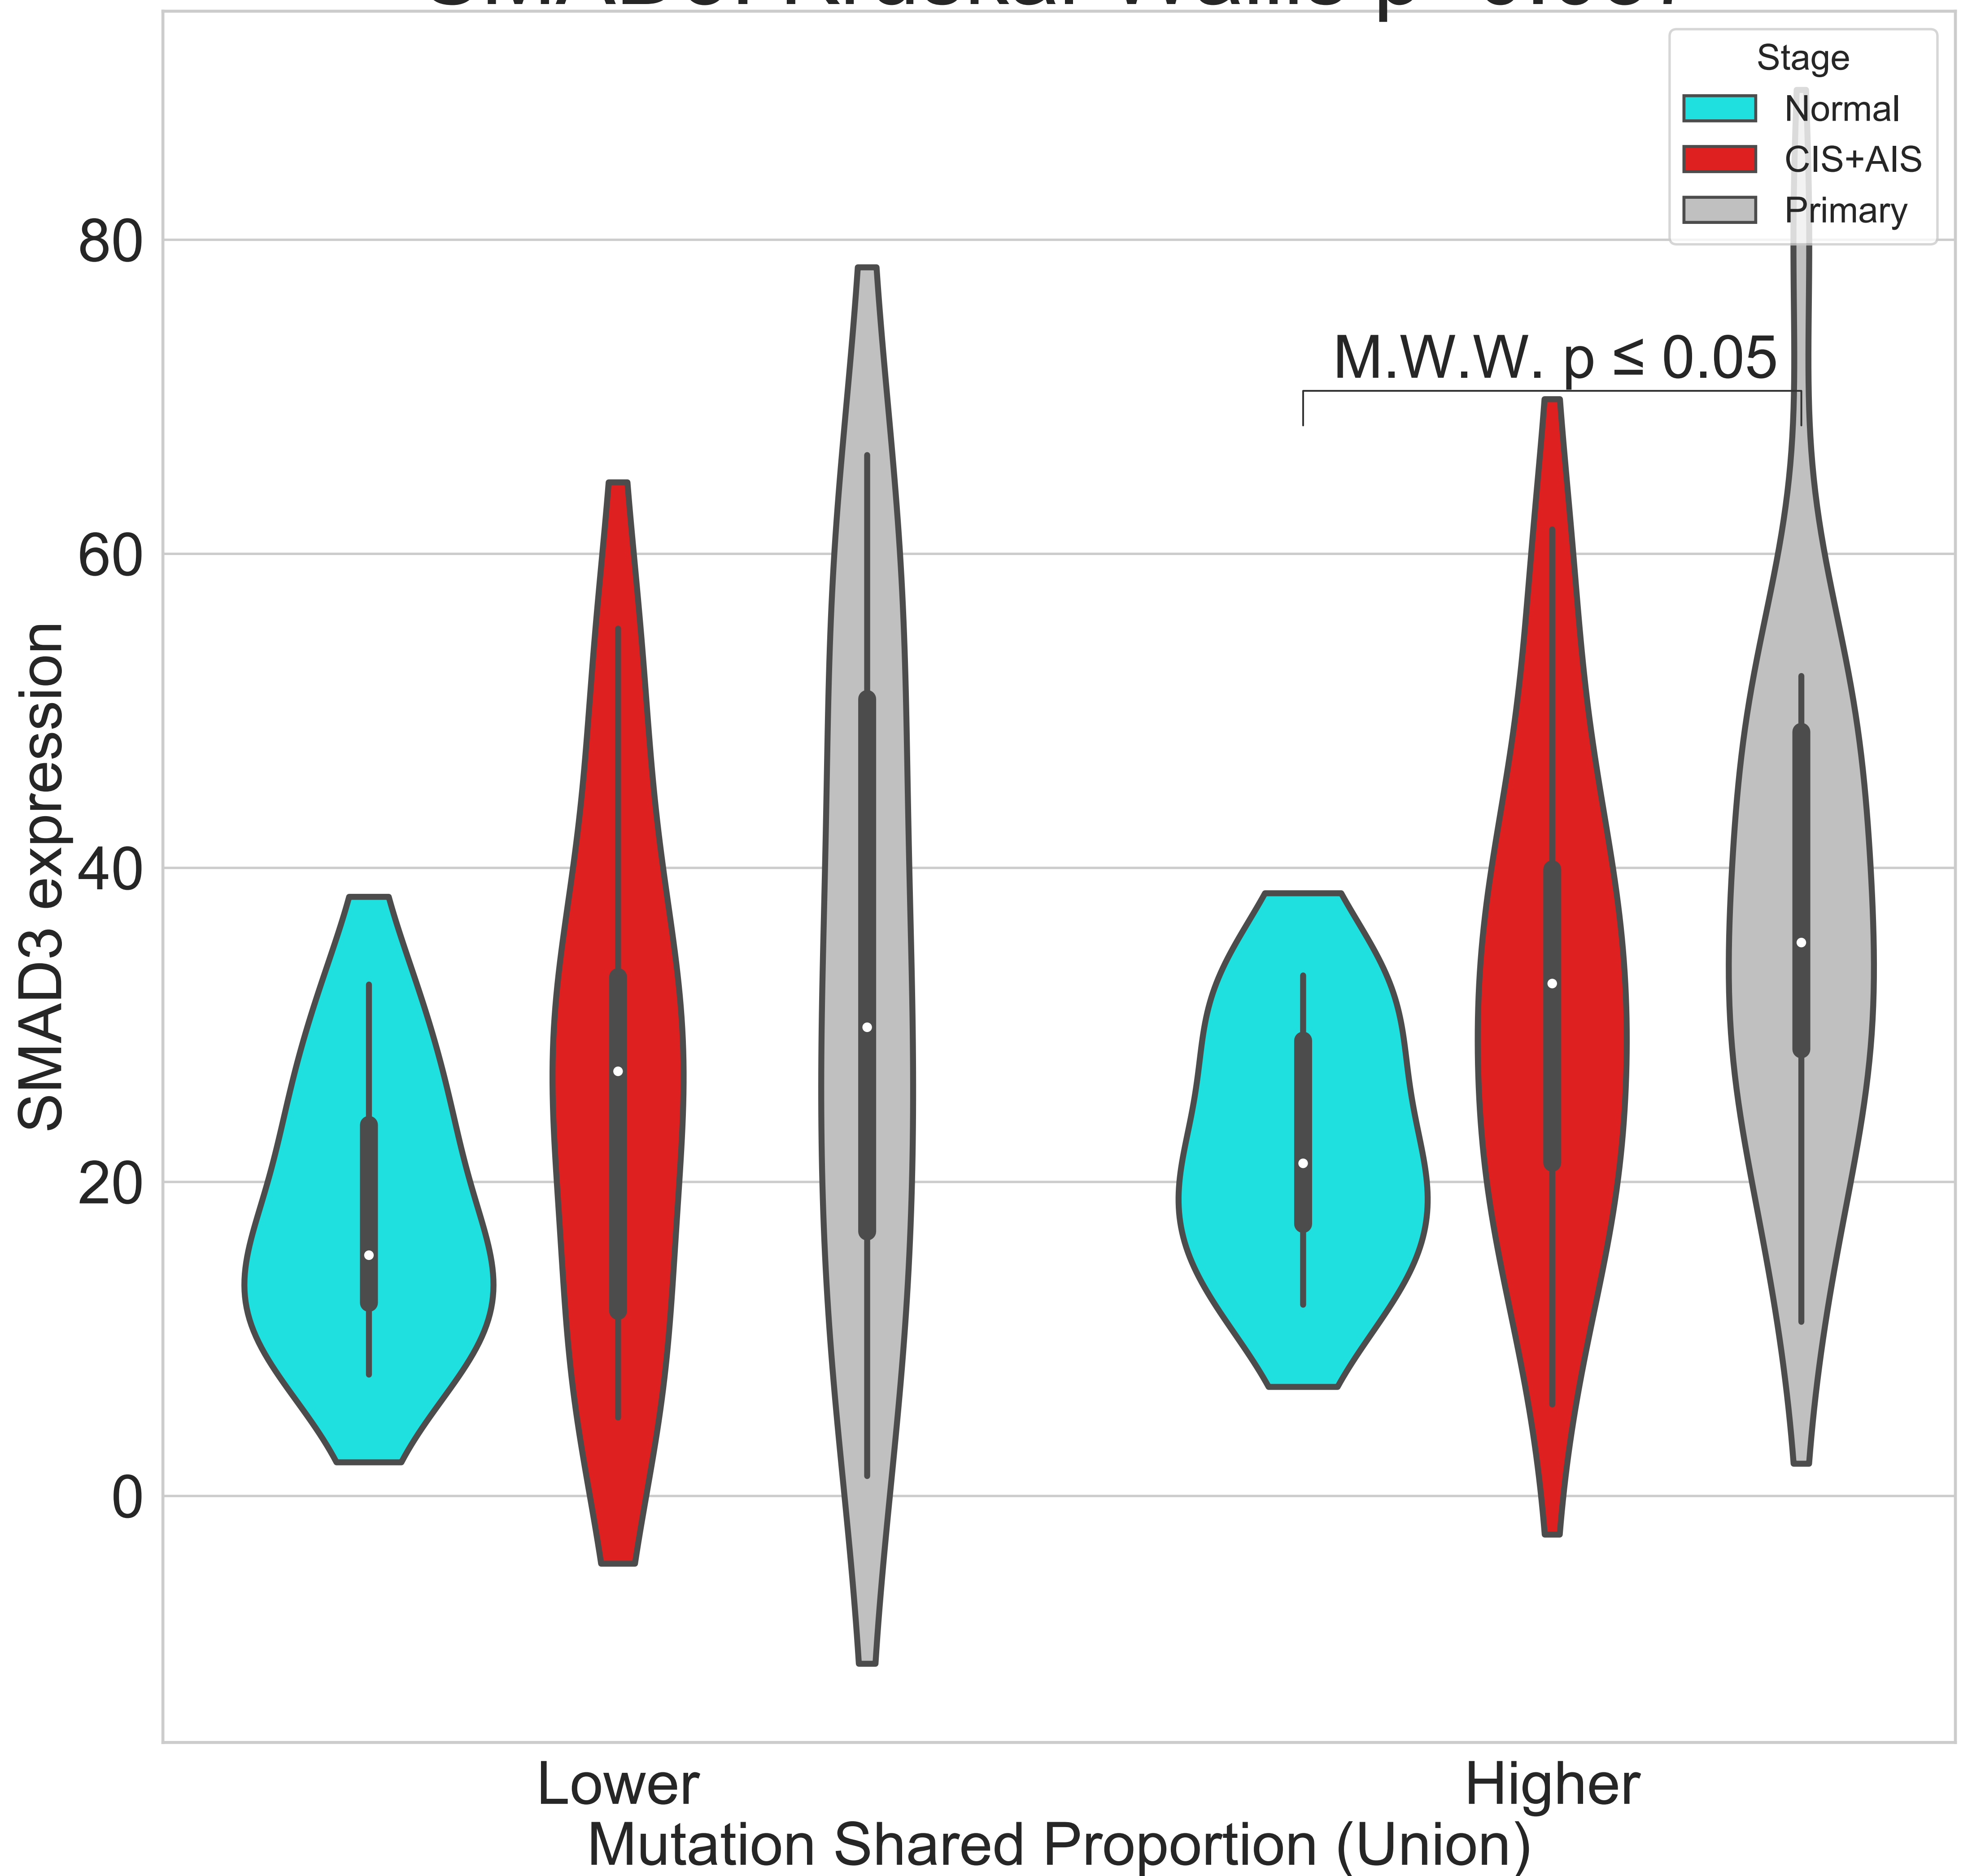 Stage
Normal
CIS+AIS
Primary
M.W.W. p ≤ 0.05
80
60
40
20
0
SMAD3 expression
Lower
Higher
Mutation Shared Proportion (Union)